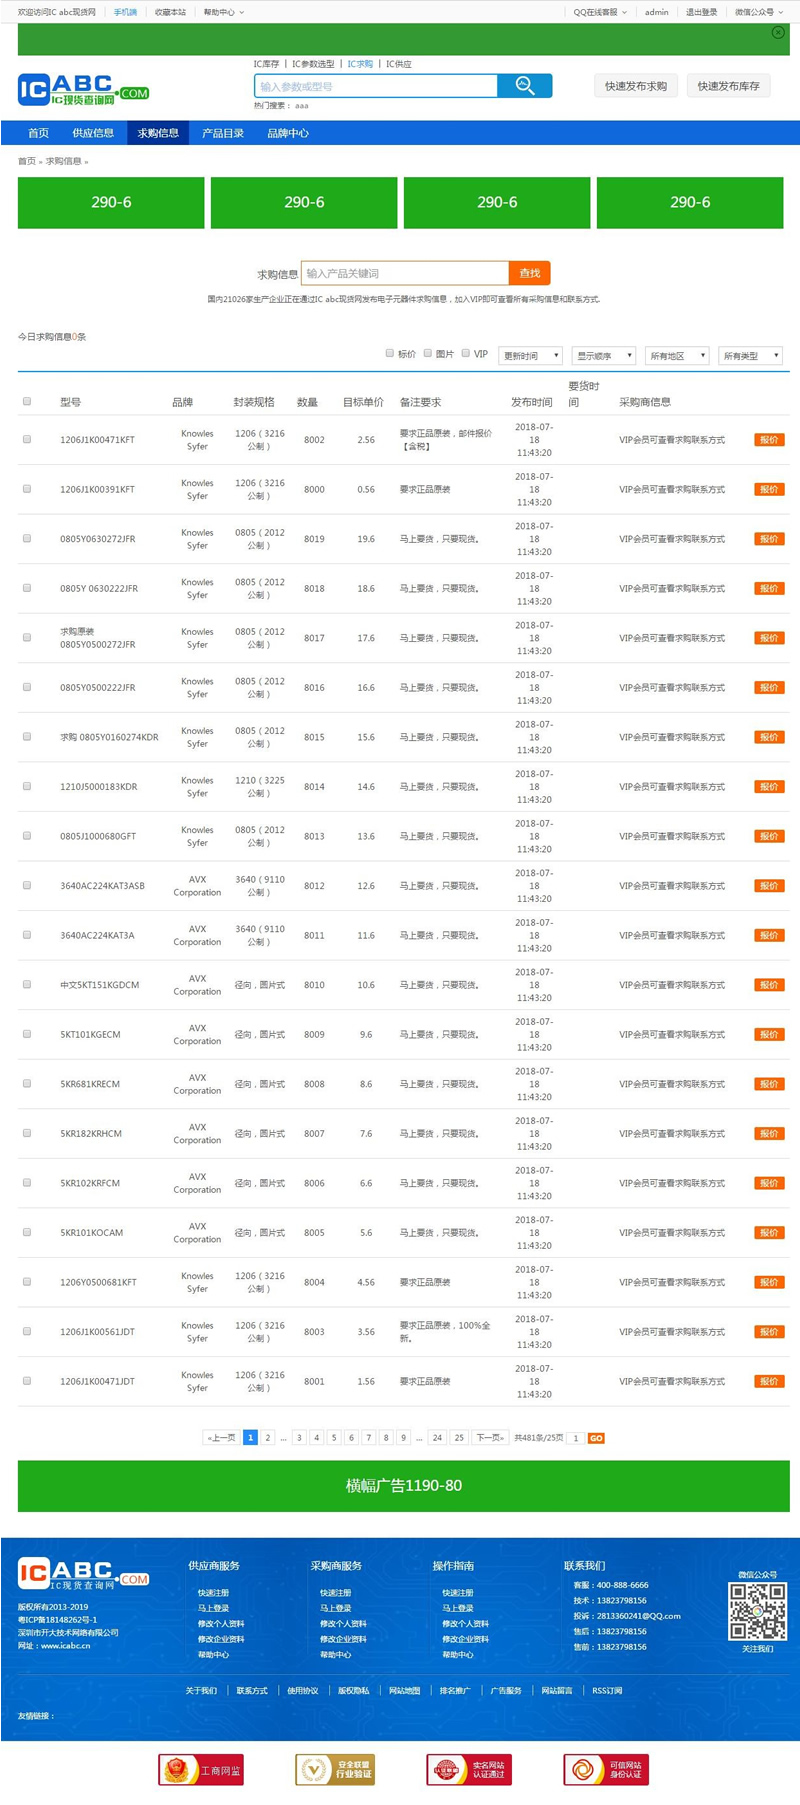 欢迎访问IC abc现货网 手机端 收藏本站 帮助中心 QQ在线客服 admin 退出登录 微信公众号
IC库存 | IC参数选型 | IC求购 | IC供应
ICABC IC现货查询网 .COM
输入参数或型号
快速发布求购 快速发布库存
热门搜索： aaa
首页 供应信息 求购信息 产品目录 品牌中心
首页 » 求购信息 »
290-6 290-6 290-6 290-6
求购信息 输入产品关键词 查找
国内21026家生产企业正在通过IC abc现货网发布电子元器件求购信息，加入VIP即可查看所有采购信息和联系方式.
今日求购信息0条
标价 图片 VIP 更新时间 显示顺序 所有地区 所有类型
型号 品牌 封装规格 数量 目标单价 备注要求 发布时间 要货时间 采购商信息
1206J1K00471KFT Knowles Syfer 1206（3216公制） 8002 2.56 要求正品原装，邮件报价【含税】 2018-07-18 11:43:20 VIP会员可查看求购联系方式 报价
1206J1K00391KFT Knowles Syfer 1206（3216公制） 8000 0.56 要求正品原装 2018-07-18 11:43:20 VIP会员可查看求购联系方式 报价
0805Y0630272JFR Knowles Syfer 0805（2012公制） 8019 19.6 马上要货，只要现货。 2018-07-18 11:43:20 VIP会员可查看求购联系方式 报价
0805Y 0630222JFR Knowles Syfer 0805（2012公制） 8018 18.6 马上要货，只要现货。 2018-07-18 11:43:20 VIP会员可查看求购联系方式 报价
求购原装 0805Y0500272JFR Knowles Syfer 0805（2012公制） 8017 17.6 马上要货，只要现货。 2018-07-18 11:43:20 VIP会员可查看求购联系方式 报价
0805Y0500222JFR Knowles Syfer 0805（2012公制） 8016 16.6 马上要货，只要现货。 2018-07-18 11:43:20 VIP会员可查看求购联系方式 报价
求购 0805Y0160274KDR Knowles Syfer 0805（2012公制） 8015 15.6 马上要货，只要现货。 2018-07-18 11:43:20 VIP会员可查看求购联系方式 报价
1210J5000183KDR Knowles Syfer 1210（3225公制） 8014 14.6 马上要货，只要现货。 2018-07-18 11:43:20 VIP会员可查看求购联系方式 报价
0805J1000680GFT Knowles Syfer 0805（2012公制） 8013 13.6 马上要货，只要现货。 2018-07-18 11:43:20 VIP会员可查看求购联系方式 报价
3640AC224KAT3ASB AVX Corporation 3640（9110公制） 8012 12.6 马上要货，只要现货。 2018-07-18 11:43:20 VIP会员可查看求购联系方式 报价
3640AC224KAT3A AVX Corporation 3640（9110公制） 8011 11.6 马上要货，只要现货。 2018-07-18 11:43:20 VIP会员可查看求购联系方式 报价
中文5KT151KGDCM AVX Corporation 径向，圆片式 8010 10.6 马上要货，只要现货。 2018-07-18 11:43:20 VIP会员可查看求购联系方式 报价
5KT101KGECM AVX Corporation 径向，圆片式 8009 9.6 马上要货，只要现货。 2018-07-18 11:43:20 VIP会员可查看求购联系方式 报价
5KR681KRECM AVX Corporation 径向，圆片式 8008 8.6 马上要货，只要现货。 2018-07-18 11:43:20 VIP会员可查看求购联系方式 报价
5KR182KRHCM AVX Corporation 径向，圆片式 8007 7.6 马上要货，只要现货。 2018-07-18 11:43:20 VIP会员可查看求购联系方式 报价
5KR102KRFCM AVX Corporation 径向，圆片式 8006 6.6 马上要货，只要现货。 2018-07-18 11:43:20 VIP会员可查看求购联系方式 报价
5KR101KOCAM AVX Corporation 径向，圆片式 8005 5.6 马上要货，只要现货。 2018-07-18 11:43:20 VIP会员可查看求购联系方式 报价
1206Y0500681KFT Knowles Syfer 1206（3216公制） 8004 4.56 要求正品原装 2018-07-18 11:43:20 VIP会员可查看求购联系方式 报价
1206J1K00561JDT Knowles Syfer 1206（3216公制） 8003 3.56 要求正品原装，100%全新。 2018-07-18 11:43:20 VIP会员可查看求购联系方式 报价
1206J1K00471JDT Knowles Syfer 1206（3216公制） 8001 1.56 要求正品原装 2018-07-18 11:43:20 VIP会员可查看求购联系方式 报价
«上一页 1 2 ... 3 4 5 6 7 8 9 ... 24 25 下一页» 共481条/25页 1 GO
横幅广告1190-80
ICABC IC现货查询网 .COM
版权所有2013-2019
粤ICP备18148262号-1
深圳市开大技术网络有限公司
网址：www.icabc.cn
供应商服务
快速注册
马上登录
修改个人资料
修改企业资料
帮助中心
采购商服务
快速注册
马上登录
修改个人资料
修改企业资料
帮助中心
操作指南
快速注册
马上登录
修改个人资料
修改企业资料
帮助中心
联系我们
客服：400-888-6666
技术：13823798156
投诉：2813360241@QQ.com
售后：13823798156
售前：13823798156
微信公众号
关注我们
关于我们 联系方式 使用协议 版权隐私 网站地图 排名推广 广告服务 网站留言 RSS订阅
友情链接：
工商网监 安全联盟 行业验证 实名网站 认证通过 可信网站 身份认证